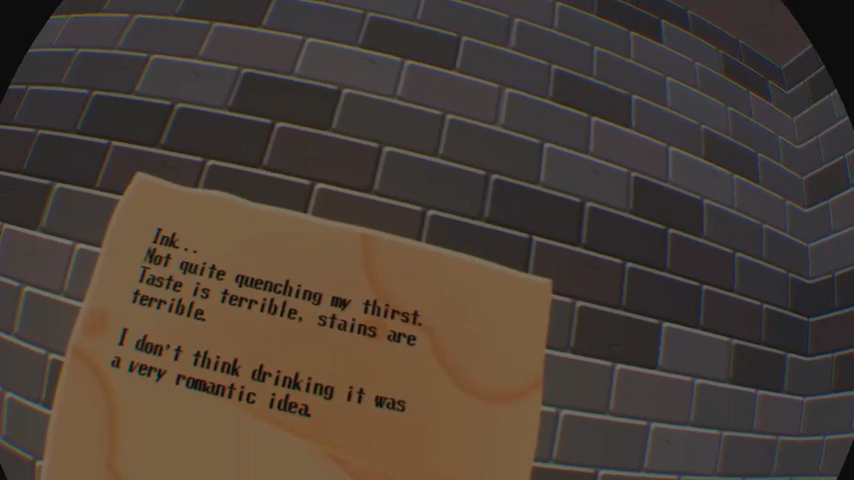 Ink..
Not quite quenching my thirst.
Taste is terrible, stains are
terrible.
I don't think drinking it was
a very romantic idea.